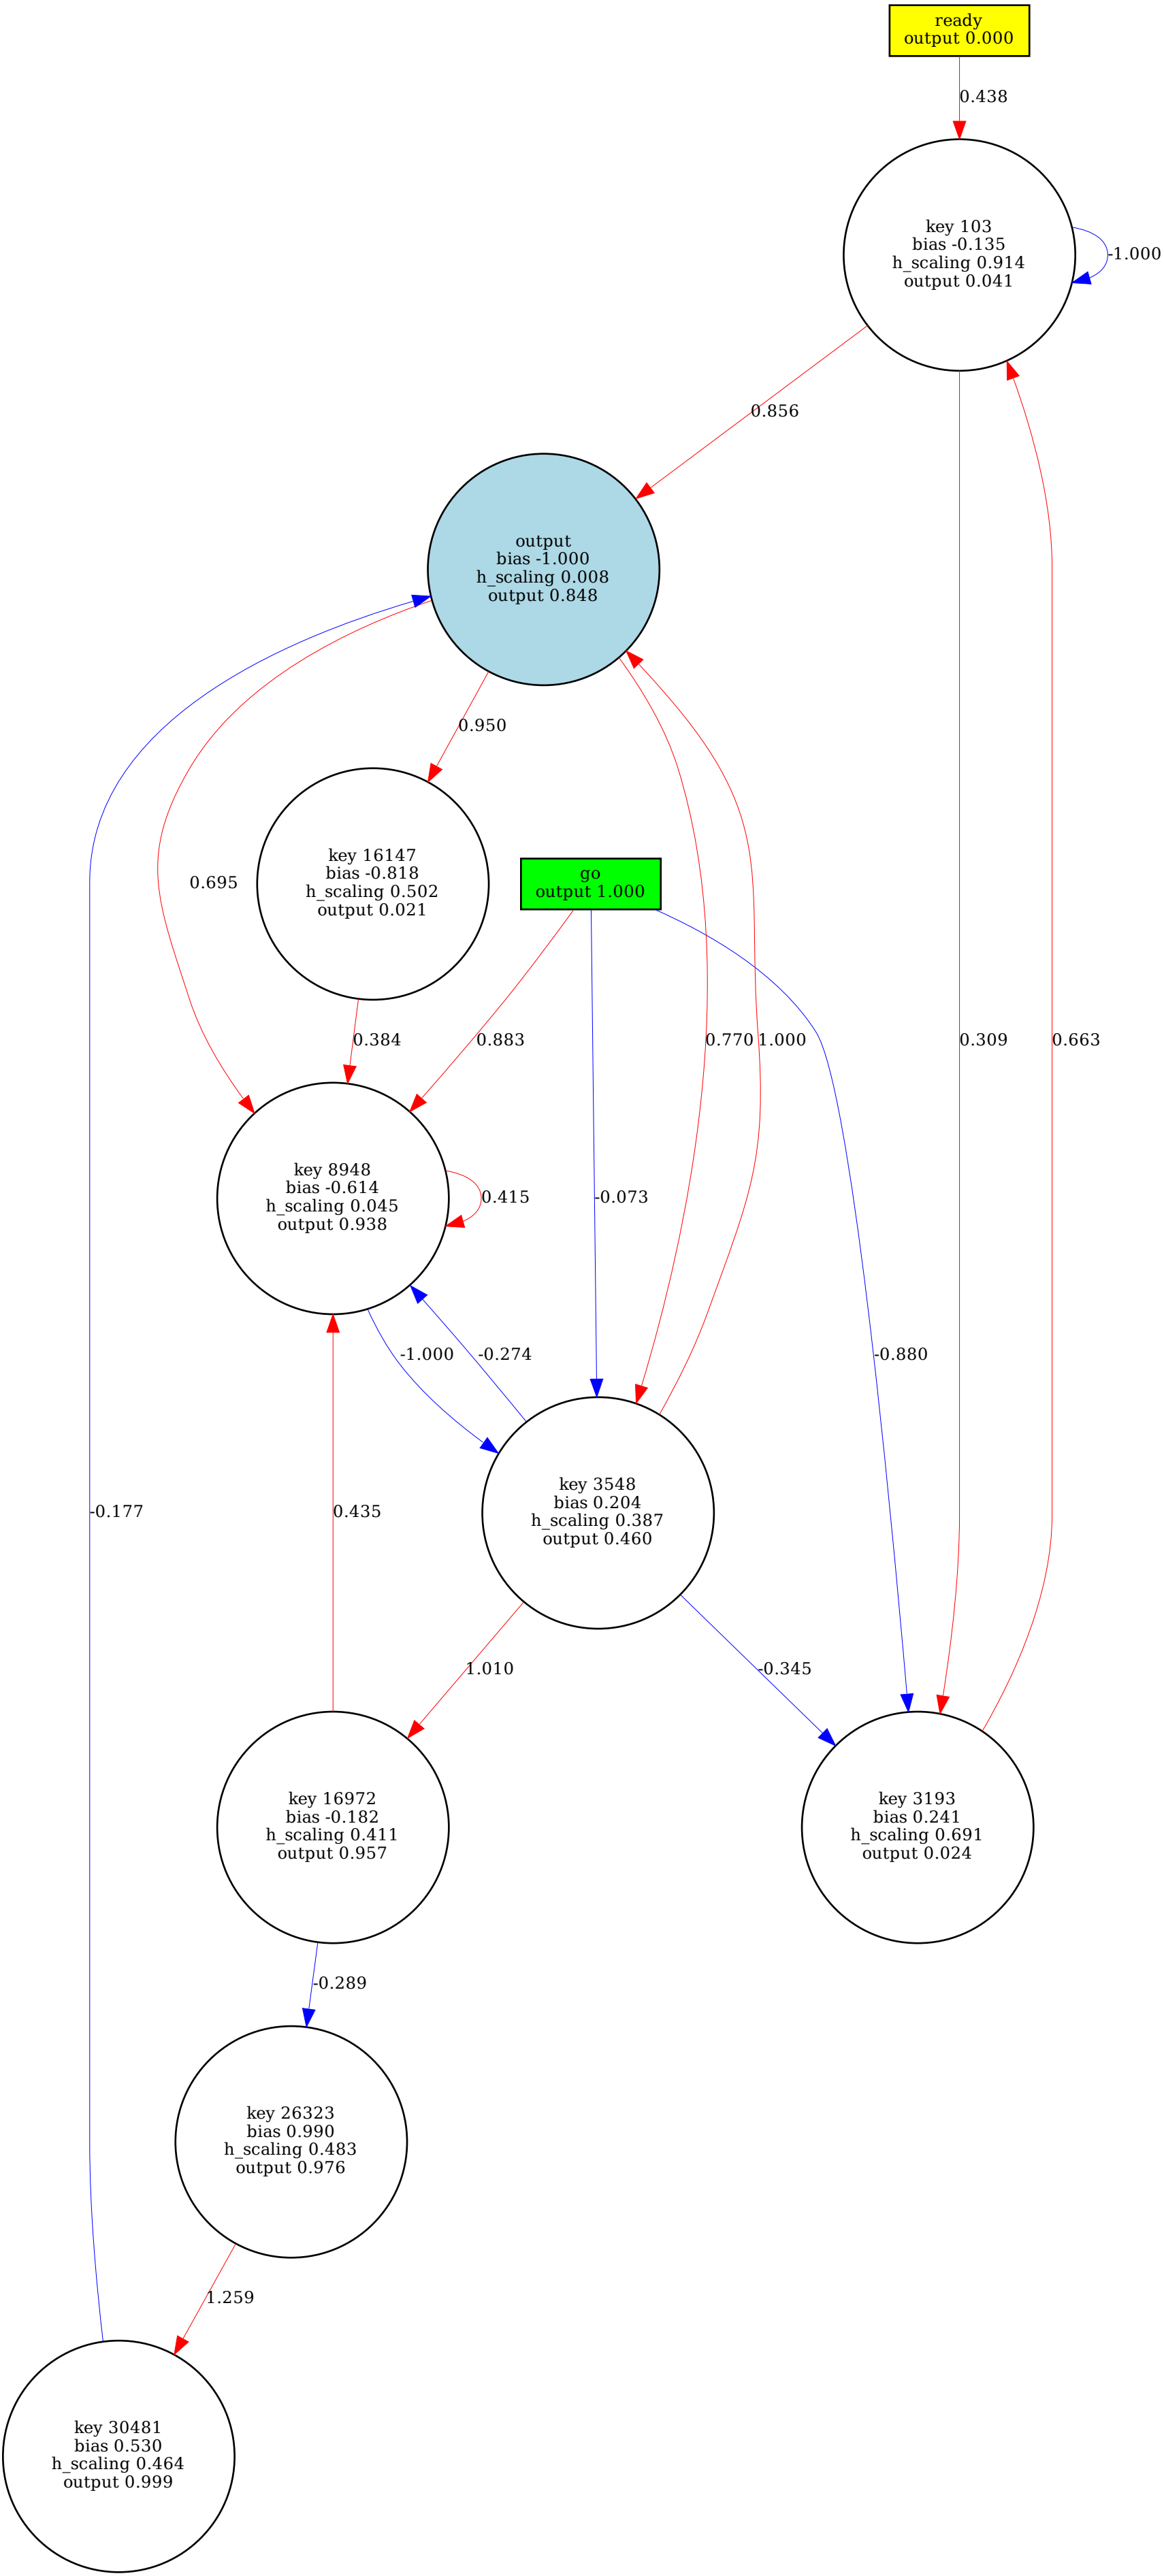 ready
output 0.000
0.438
key 103
bias -0.135
h_scaling 0.914
output 0.041
-1.000
0.856
output
bias -1.000
h_scaling 0.008
output 0.848
0.950
key 16147
bias -0.818
h_scaling 0.502
output 0.021
go
output 1.000
0.695
0.384
0.883
0.770
1.000
0.309
0.663
key 8948
bias -0.614
h_scaling 0.045
output 0.938
0.415
-0.073
-1.000
-0.274
-0.880
key 3548
bias 0.204
h_scaling 0.387
output 0.460
-0.177
0.435
1.010
-0.345
key 16972
bias -0.182
h_scaling 0.411
output 0.957
key 3193
bias 0.241
h_scaling 0.691
output 0.024
-0.289
key 26323
bias 0.990
h_scaling 0.483
output 0.976
1.259
key 30481
bias 0.530
h_scaling 0.464
output 0.999